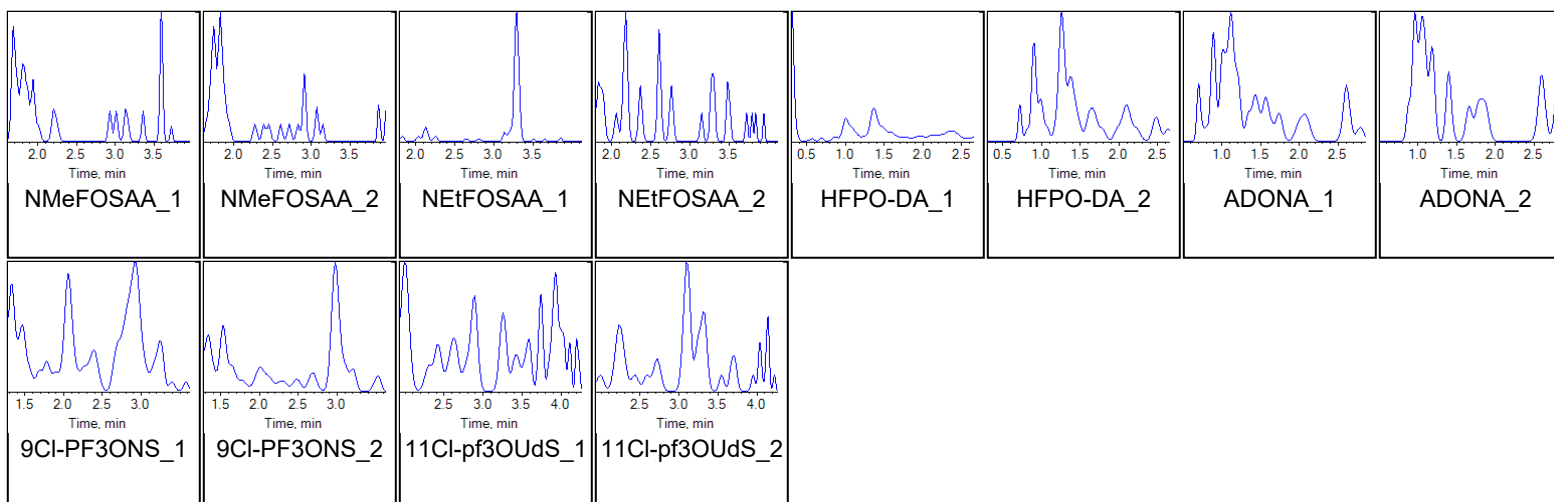 2.0 2.5 3.0 3.5
Time, min
NMeFOSAA_1
2.0 2.5 3.0 3.5
Time, min
NMeFOSAA_2
2.0 2.5 3.0 3.5
Time, min
NEtFOSAA_1
2.0 2.5 3.0 3.5
Time, min
NEtFOSAA_2
0.5 1.0 1.5 2.0 2.5
Time, min
HFPO-DA_1
0.5 1.0 1.5 2.0 2.5
Time, min
HFPO-DA_2
1.0 1.5 2.0 2.5
Time, min
ADONA_1
1.0 1.5 2.0 2.5
Time, min
ADONA_2
1.5 2.0 2.5 3.0
Time, min
9Cl-PF3ONS_1
1.5 2.0 2.5 3.0
Time, min
9Cl-PF3ONS_2
2.5 3.0 3.5 4.0
Time, min
11Cl-pf3OUdS_1
2.5 3.0 3.5 4.0
Time, min
11Cl-pf3OUdS_2